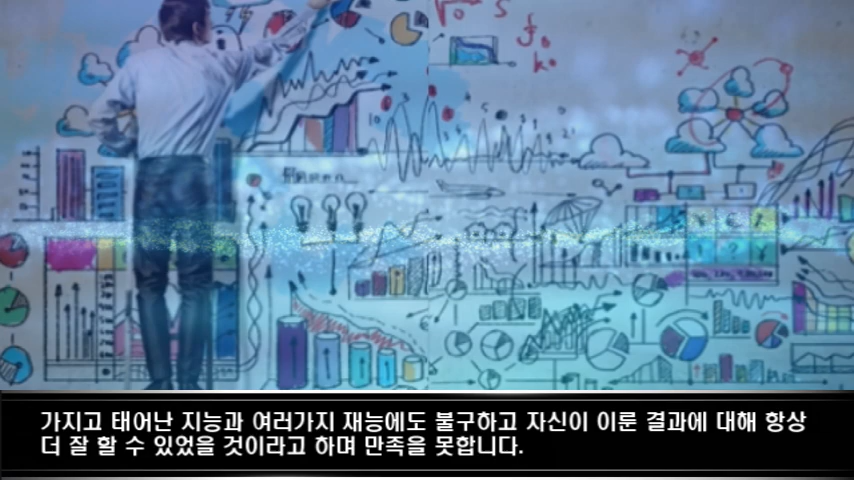 가지고 태어난 지능과 여러가지 재능에도 불구하고 자신이 이룬 결과에 대해 항상
더 잘 할 수 있었을 것이라고 하며 만족을 못합니다.